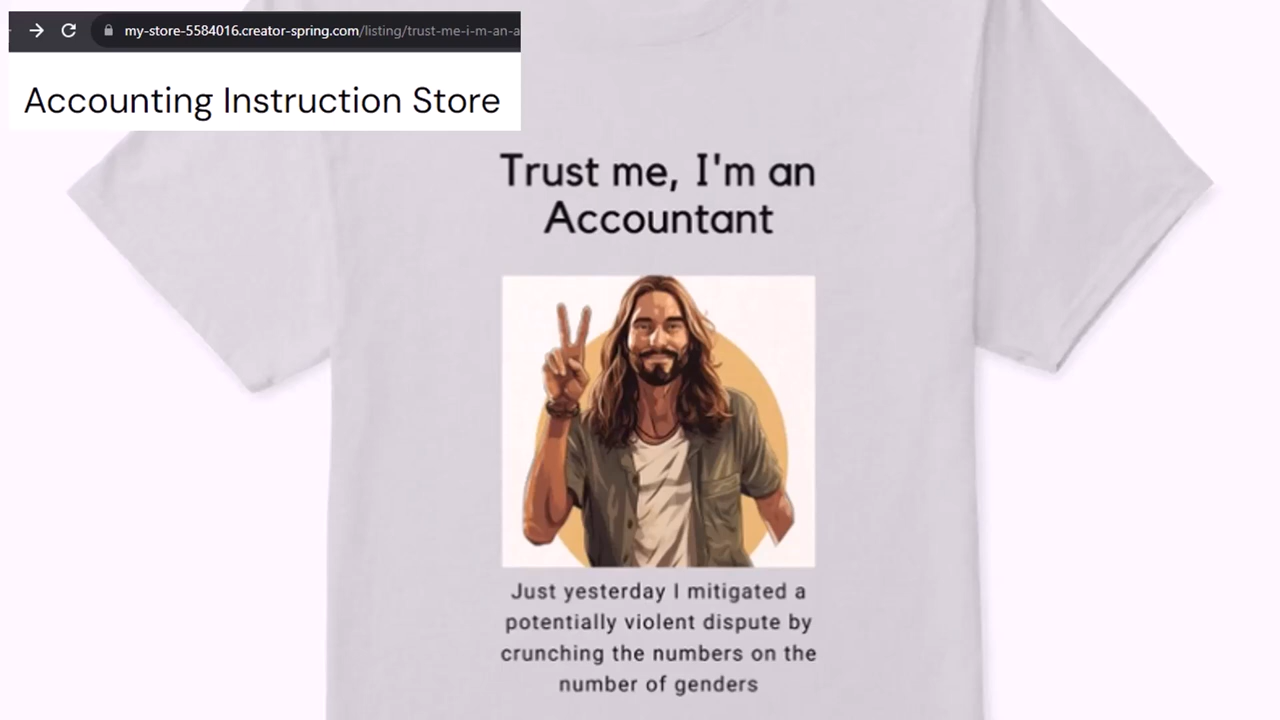 my-store-5584016.creator-spring.com/listing/trust-me-i-m-an-a
Accounting Instruction Store
Trust me, I'm an
Accountant
Just yesterday I mitigated a
potentially violent dispute by
crunching the numbers on the
number of genders